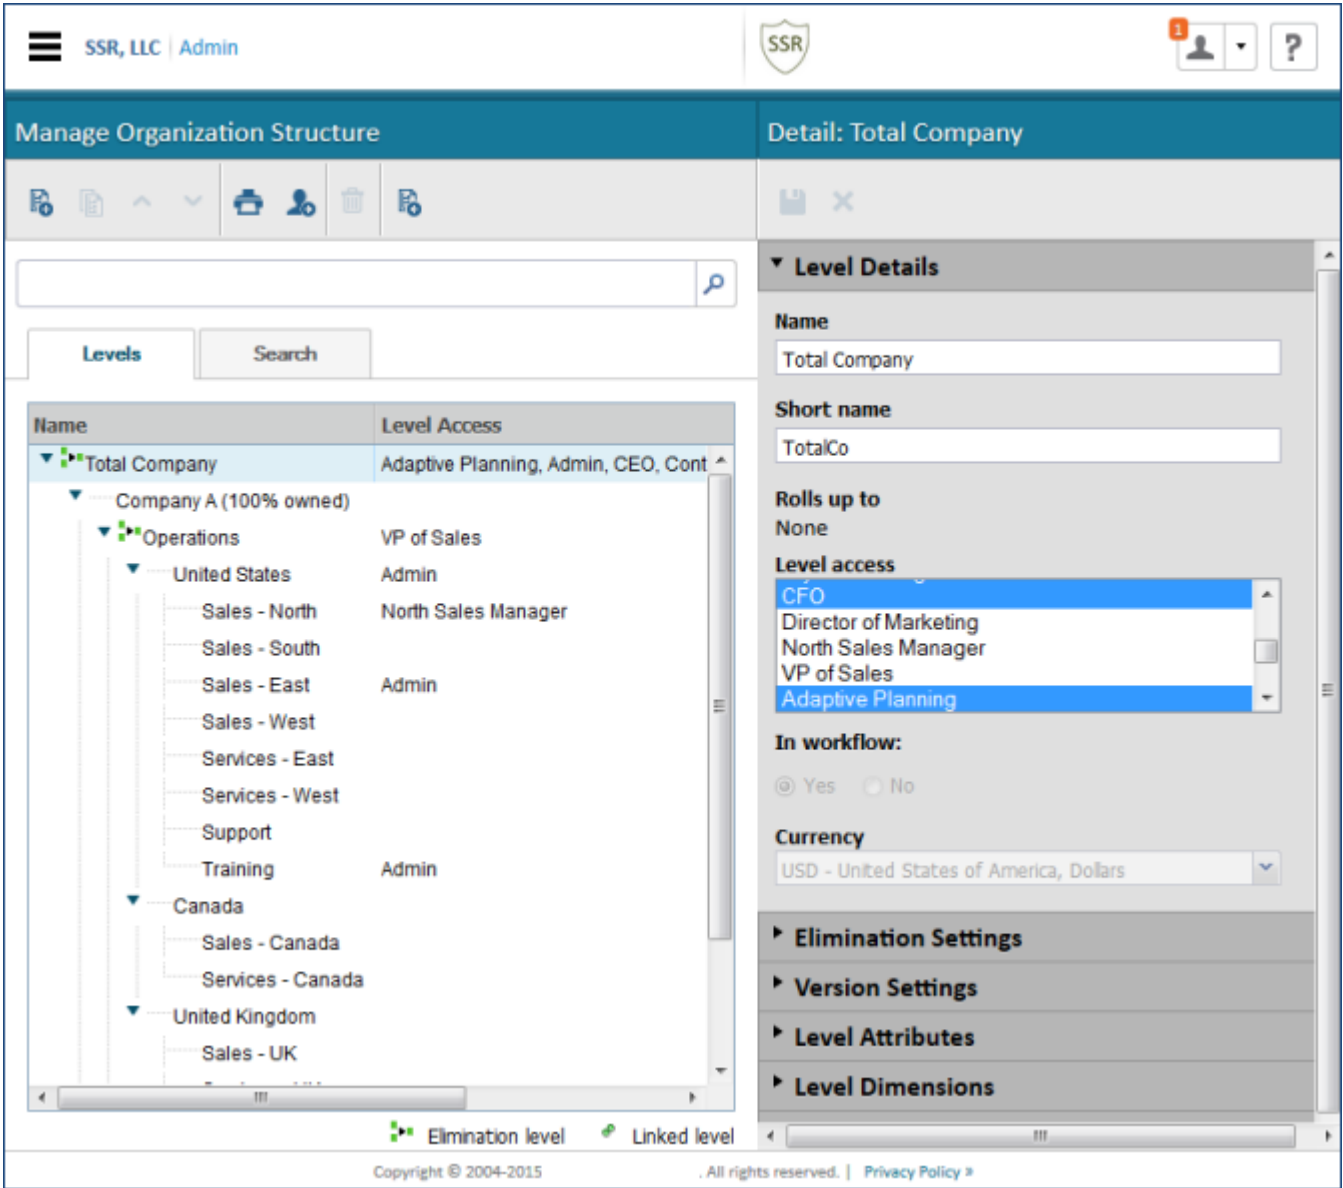 SSR, LLC Admin
SSR
1
?
Manage Organization Structure
Detail: Total Company
Levels
Search
Name Level Access
Total Company Adaptive Planning, Admin, CEO, Cont
Company A (100% owned)
Operations VP of Sales
United States Admin
Sales - North North Sales Manager
Sales - South
Sales - East Admin
Sales - West
Services - East
Services - West
Support
Training Admin
Canada
Sales - Canada
Services - Canada
United Kingdom
Sales - UK
Elimination level Linked level
Level Details
Name
Total Company
Short name
TotalCo
Rolls up to
None
Level access
CFO
Director of Marketing
North Sales Manager
VP of Sales
Adaptive Planning
In workflow:
Yes No
Currency
USD - United States of America, Dollars
Elimination Settings
Version Settings
Level Attributes
Level Dimensions
Copyright © 2004-2015 . All rights reserved. | Privacy Policy »